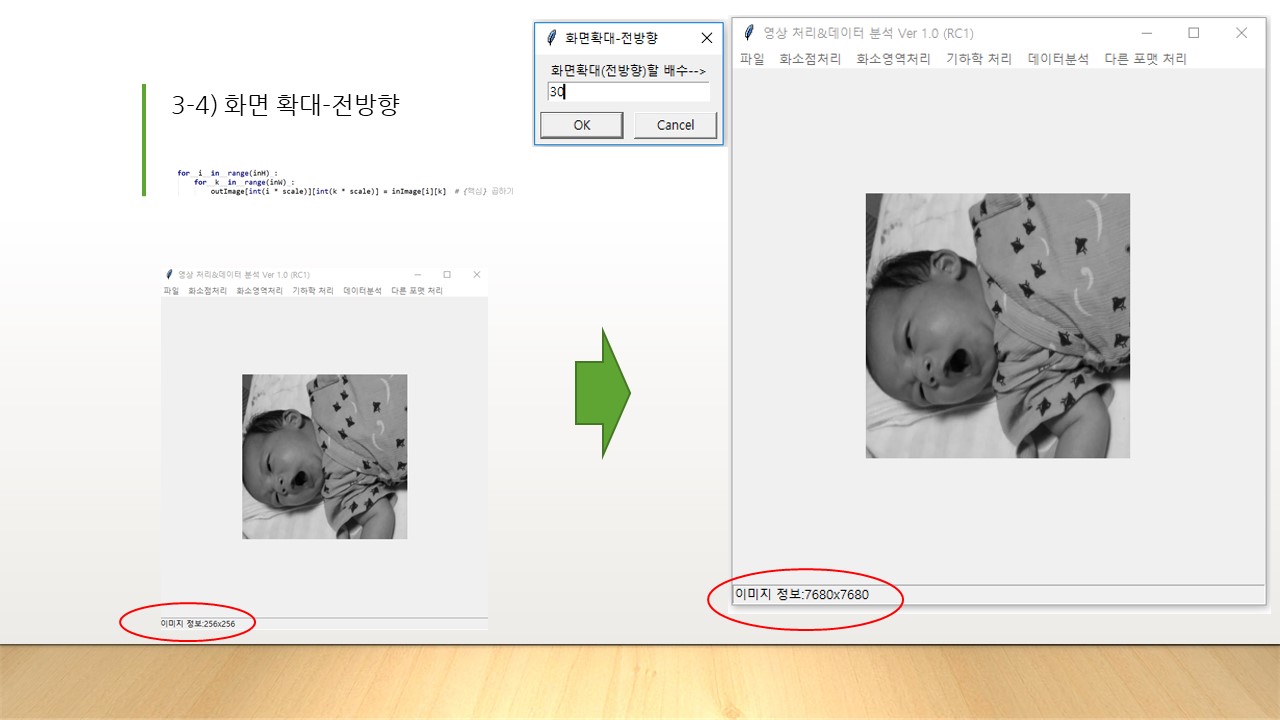 3-4) 화면 확대-전방향
for i in range(inH) :
for k in range(inW) :
outImage[int(i * scale)][int(k * scale)] = inImage[i][k] # {핵심} 곱하기
화면확대-전방향
화면확대(전방향)할 배수-->
30
OK Cancel
영상 처리&데이터 분석 Ver 1.0 (RC1)
파일 화소점처리 화소영역처리 기하학 처리 데이터분석 다른 포맷 처리
이미지 정보:256x256
영상 처리&데이터 분석 Ver 1.0 (RC1)
파일 화소점처리 화소영역처리 기하학 처리 데이터분석 다른 포맷 처리
이미지 정보:7680x7680